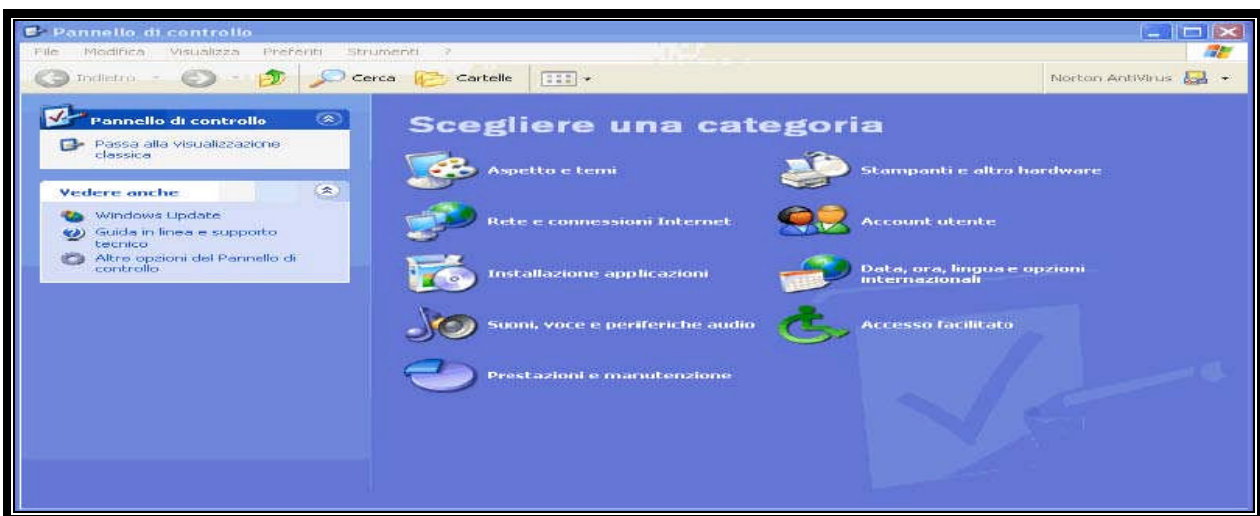 Pannello di controllo
File Modifica Visualizza Preferiti Strumenti ?
Indietro Cerca Cartelle Norton AntiVirus
Pannello di controllo
Passa alla visualizzazione
classica
Vedere anche
Windows Update
Guida in linea e supporto
tecnico
Altre opzioni del Pannello di
controllo
Scegliere una categoria
Aspetto e temi
Stampanti e altro hardware
Rete e connessioni Internet
Account utente
Installazione applicazioni
Data, ora, lingua e opzioni
internazionali
Suoni, voce e periferiche audio
Accesso facilitato
Prestazioni e manutenzione